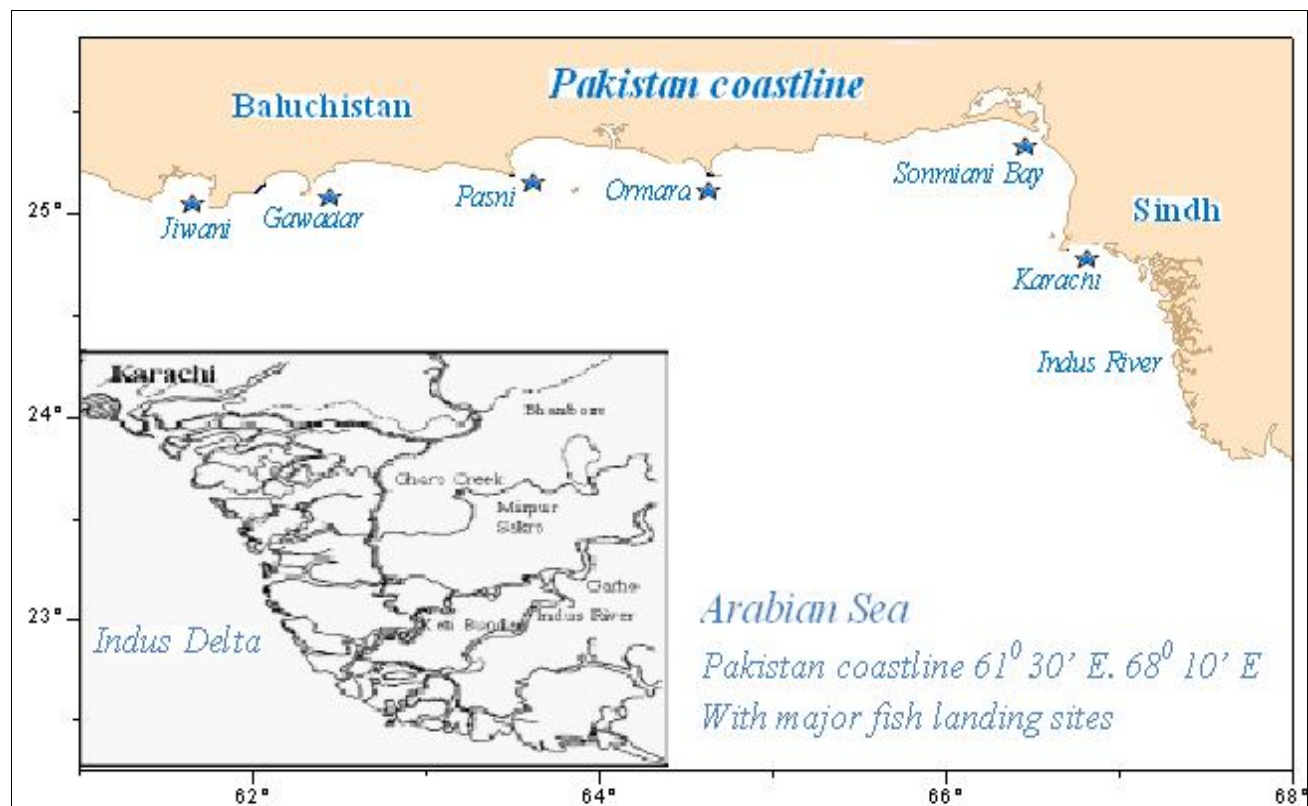 Pakistan coastline
Baluchistan
Sonmiani Bay
Pasni
Ormara
Jiwani
Gawadar
Sindh
Karachi
Indus River
25°
24°
23°
Karachi
Bhambore
Gharo Creek
Mirpur
Sakro
Garho
Keti Bunder
Indus River
Indus Delta
Arabian Sea
Pakistan coastline 61⁰ 30’ E. 68⁰ 10’ E
With major fish landing sites
62° 64° 66° 68°